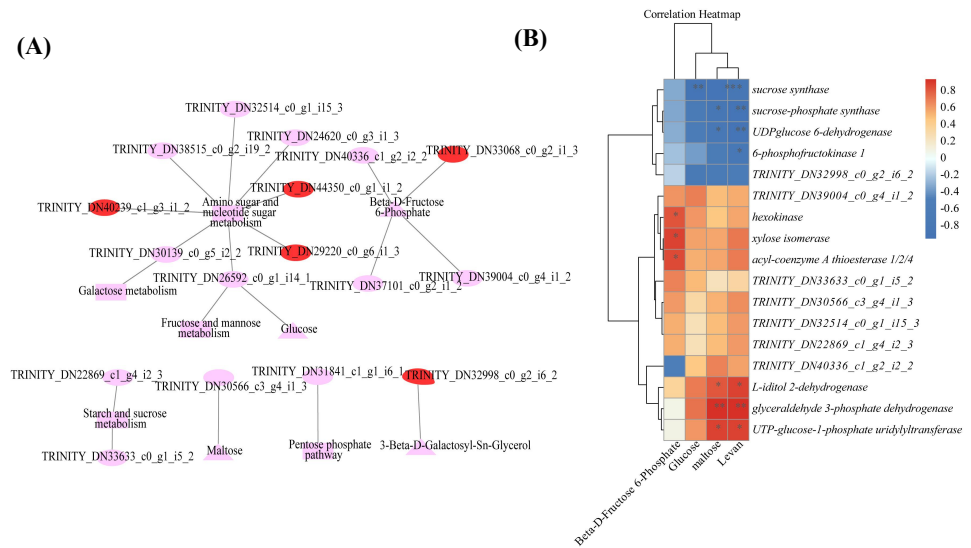 (A)
TRINITY_DN32514_c0_g1_i15_3
TRINITY_DN24620_c0_g3_i1_3
TRINITY_DN38515_c0_g2_i19_2
TRINITY_DN40336_c1_g2_i2_2
TRINITY_DN33068_c0_g2_i1_3
TRINITY_DN44350_c0_g1_i1_2
TRINITY_DN40239_c1_g3_i1_2
Amino sugar and
nucleotide sugar
metabolism
Beta-D-Fructose
6-Phosphate
TRINITY_DN30139_c0_g5_i2_2
TRINITY_DN29220_c0_g6_i1_3
TRINITY_DN26592_c0_g1_i14_1
TRINITY_DN39004_c0_g4_i1_2
TRINITY_DN37101_c0_g2_i1_2
Galactose metabolism
Fructose and mannose
metabolism
Glucose
TRINITY_DN22869_c1_g4_i2_3
TRINITY_DN30566_c3_g4_i1_3
TRINITY_DN31841_c1_g1_i6_1
TRINITY_DN32998_c0_g2_i6_2
Starch and sucrose
metabolism
Maltose
Pentose phosphate
pathway
3-Beta-D-Galactosyl-Sn-Glycerol
TRINITY_DN33633_c0_g1_i5_2
(B)
Correlation Heatmap
sucrose synthase
sucrose-phosphate synthase
UDPglucose 6-dehydrogenase
6-phosphofructokinase 1
TRINITY_DN32998_c0_g2_i6_2
TRINITY_DN39004_c0_g4_i1_2
hexokinase
xylose isomerase
acyl-coenzyme A thioesterase 1/2/4
TRINITY_DN33633_c0_g1_i5_2
TRINITY_DN30566_c3_g4_i1_3
TRINITY_DN32514_c0_g1_i15_3
TRINITY_DN22869_c1_g4_i2_3
TRINITY_DN40336_c1_g2_i2_2
L-iditol 2-dehydrogenase
glyceraldehyde 3-phosphate dehydrogenase
UTP-glucose-1-phosphate uridylyltransferase
Beta-D-Fructose 6-Phosphate
Glucose
maltose
Levan
0.8
0.6
0.4
0.2
0
-0.2
-0.4
-0.6
-0.8